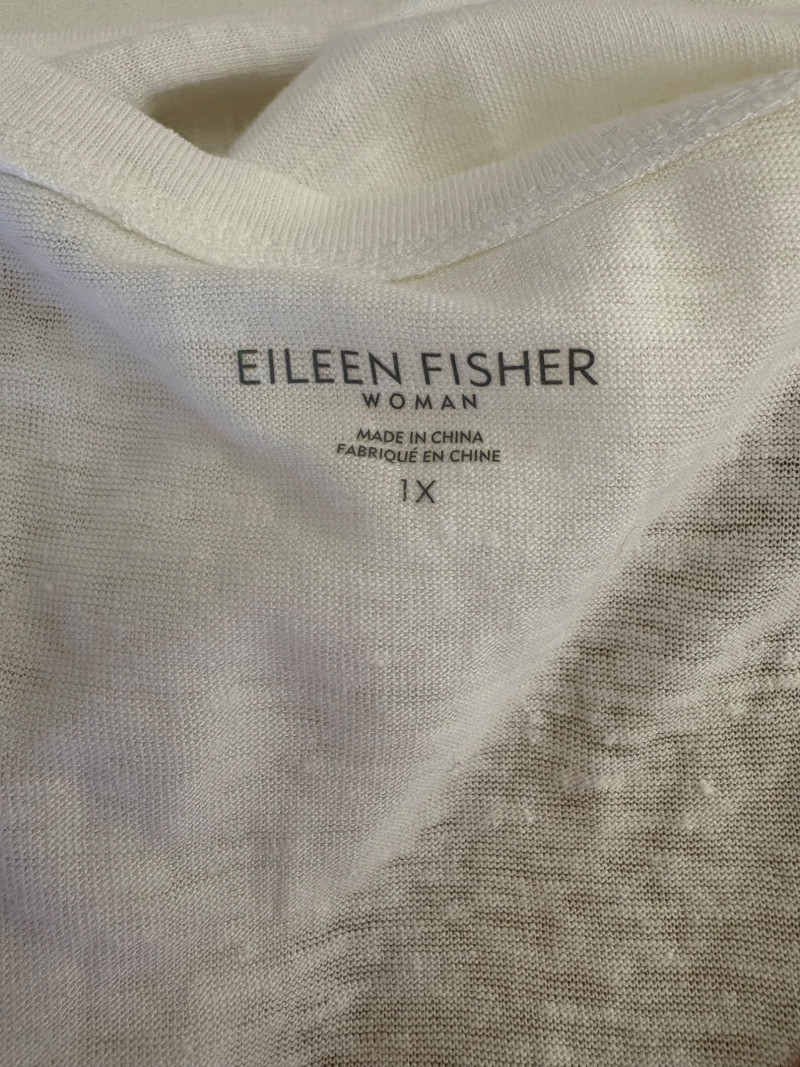 EILEEN FISHER
WOMAN
MADE IN CHINA
FABRIQUÉ EN CHINE
1X